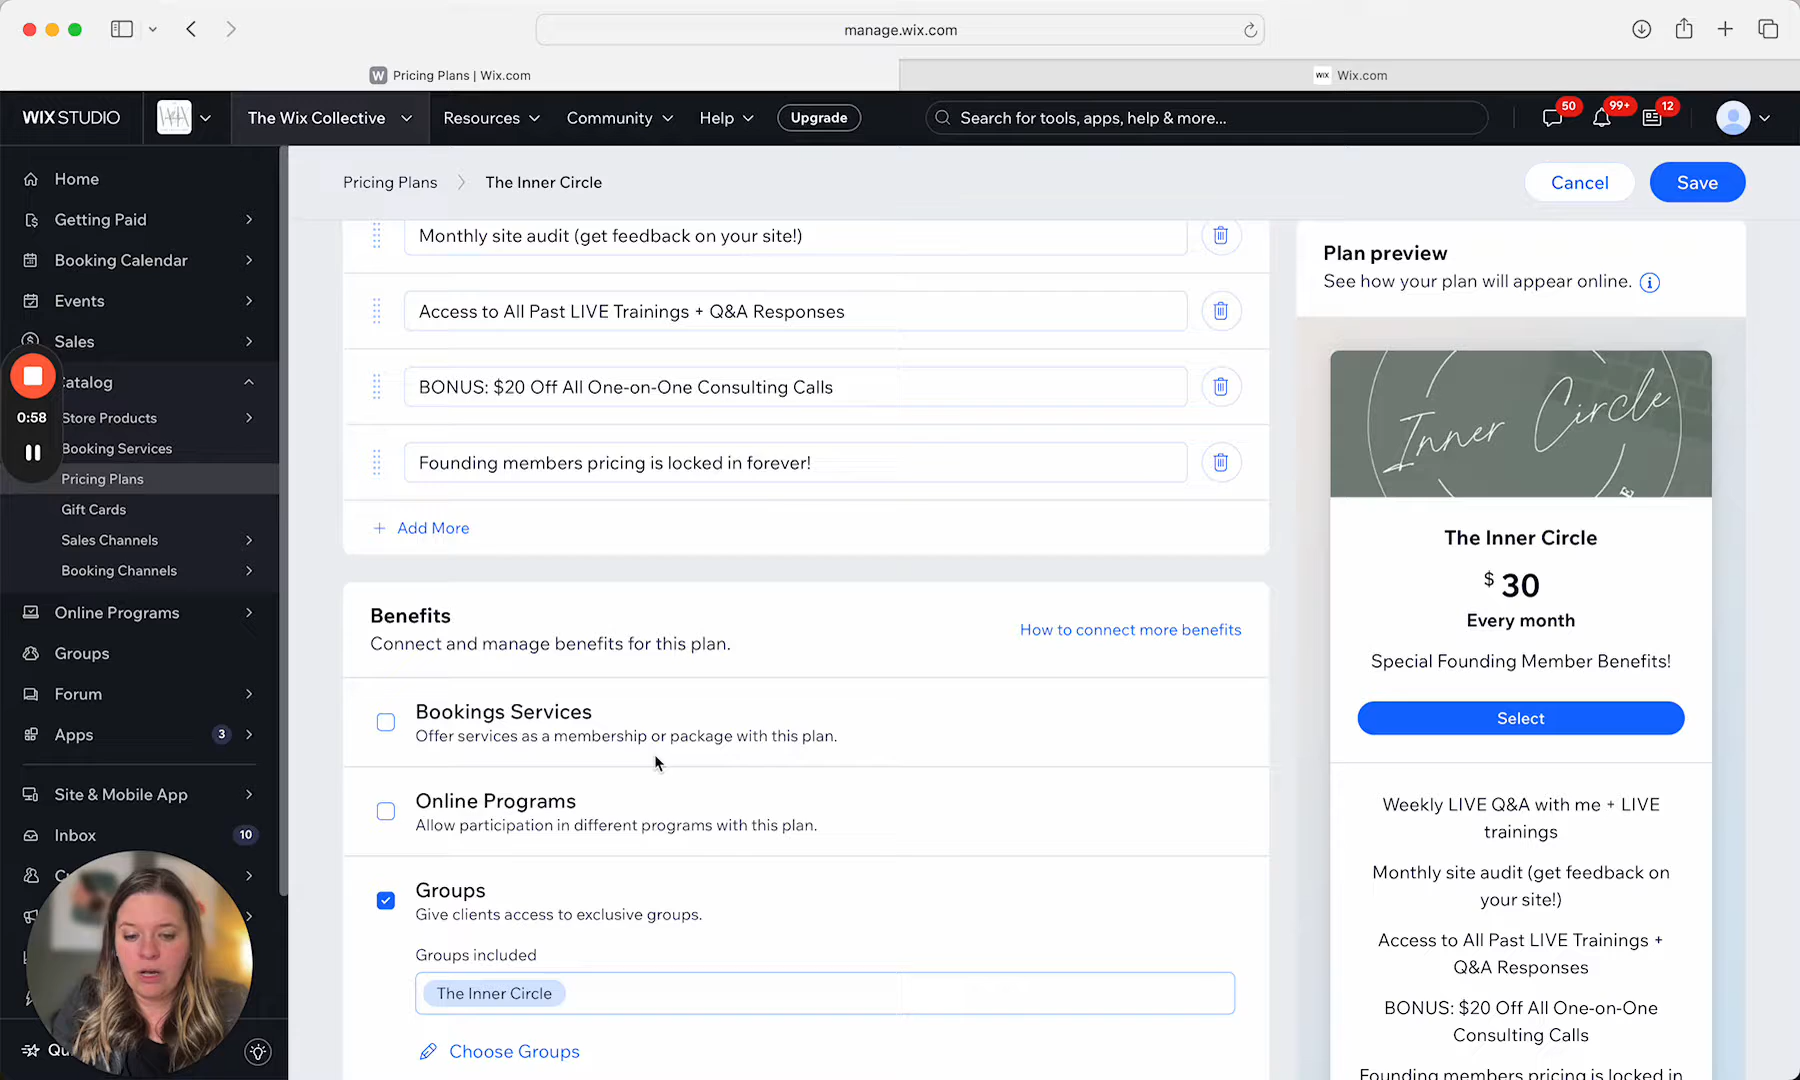 manage.wix.com
W Pricing Plans | Wix.com
WIX Wix.com
WIX STUDIO
The Wix Collective
Resources
Community
Help
Upgrade
Search for tools, apps, help & more...
50
99+
12
Home
Getting Paid
Booking Calendar
Events
Sales
Catalog
Store Products
Booking Services
Pricing Plans
Gift Cards
Sales Channels
Booking Channels
Online Programs
Groups
Forum
Apps
3
Site & Mobile App
Inbox
10
0:58
Pricing Plans
The Inner Circle
Cancel
Save
Monthly site audit (get feedback on your site!)
Access to All Past LIVE Trainings + Q&A Responses
BONUS: $20 Off All One-on-One Consulting Calls
Founding members pricing is locked in forever!
+ Add More
Benefits
Connect and manage benefits for this plan.
How to connect more benefits
Bookings Services
Offer services as a membership or package with this plan.
Online Programs
Allow participation in different programs with this plan.
Groups
Give clients access to exclusive groups.
Groups included
The Inner Circle
Choose Groups
Plan preview
See how your plan will appear online.
Inner Circle
The Inner Circle
$ 30
Every month
Special Founding Member Benefits!
Select
Weekly LIVE Q&A with me + LIVE
trainings
Monthly site audit (get feedback on
your site!)
Access to All Past LIVE Trainings +
Q&A Responses
BONUS: $20 Off All One-on-One
Consulting Calls
Founding members pricing is locked in